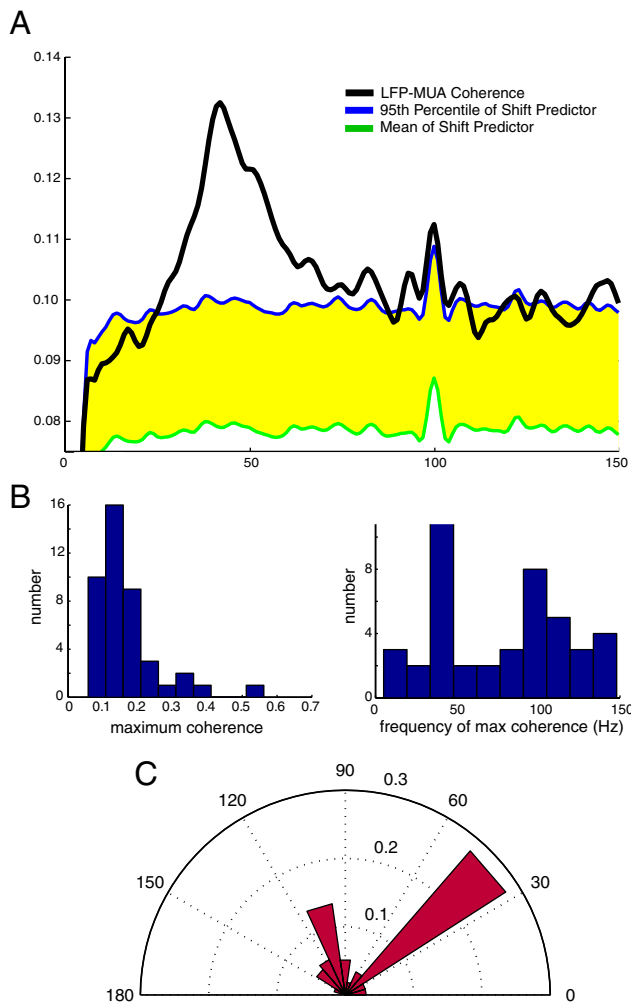 A
0.14
0.13
0.12
0.11
0.10
0.09
0.08
LFP-MUA Coherence
95th Percentile of Shift Predictor
Mean of Shift Predictor
0 50 100 150
B
16
12
8
4
0
number
0 0.1 0.2 0.3 0.4 0.5 0.6 0.7
maximum coherence
8
4
number
0 50 100 150
frequency of max coherence (Hz)
C
90
0.3
120
60
0.2
150
0.1
30
180
0